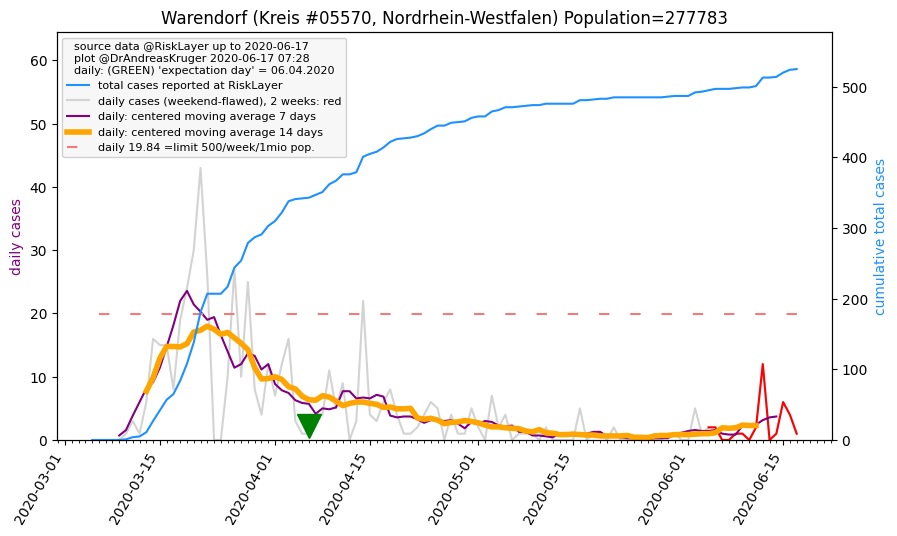 Warendorf (Kreis #05570, Nordrhein-Westfalen) Population=277783
source data @RiskLayer up to 2020-06-17
plot @DrAndreasKruger 2020-06-17 07:28
daily: (GREEN) 'expectation day' = 06.04.2020
total cases reported at RiskLayer
daily cases (weekend-flawed), 2 weeks: red
daily: centered moving average 7 days
daily: centered moving average 14 days
daily 19.84 =limit 500/week/1mio pop.
daily cases
60
50
40
30
20
10
0
cumulative total cases
500
400
300
200
100
0
2020-03-01
2020-03-15
2020-04-01
2020-04-15
2020-05-01
2020-05-15
2020-06-01
2020-06-15